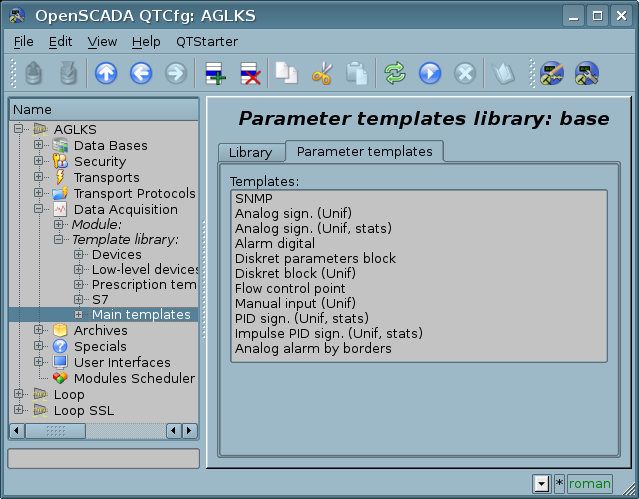 OpenSCADA QTCfg: AGLKS
File Edit View Help QTStarter
Name
AGLKS
Data Bases
Security
Transports
Transport Protocols
Data Acquisition
Module:
Template library:
Devices
Low-level devices
Prescription tem
S7
Main templates
Archives
Specials
User Interfaces
Modules Scheduler
Loop
Loop SSL
Parameter templates library: base
Library Parameter templates
Templates:
SNMP
Analog sign. (Unif)
Analog sign. (Unif, stats)
Alarm digital
Diskret parameters block
Diskret block (Unif)
Flow control point
Manual input (Unif)
PID sign. (Unif, stats)
Impulse PID sign. (Unif, stats)
Analog alarm by borders
* roman